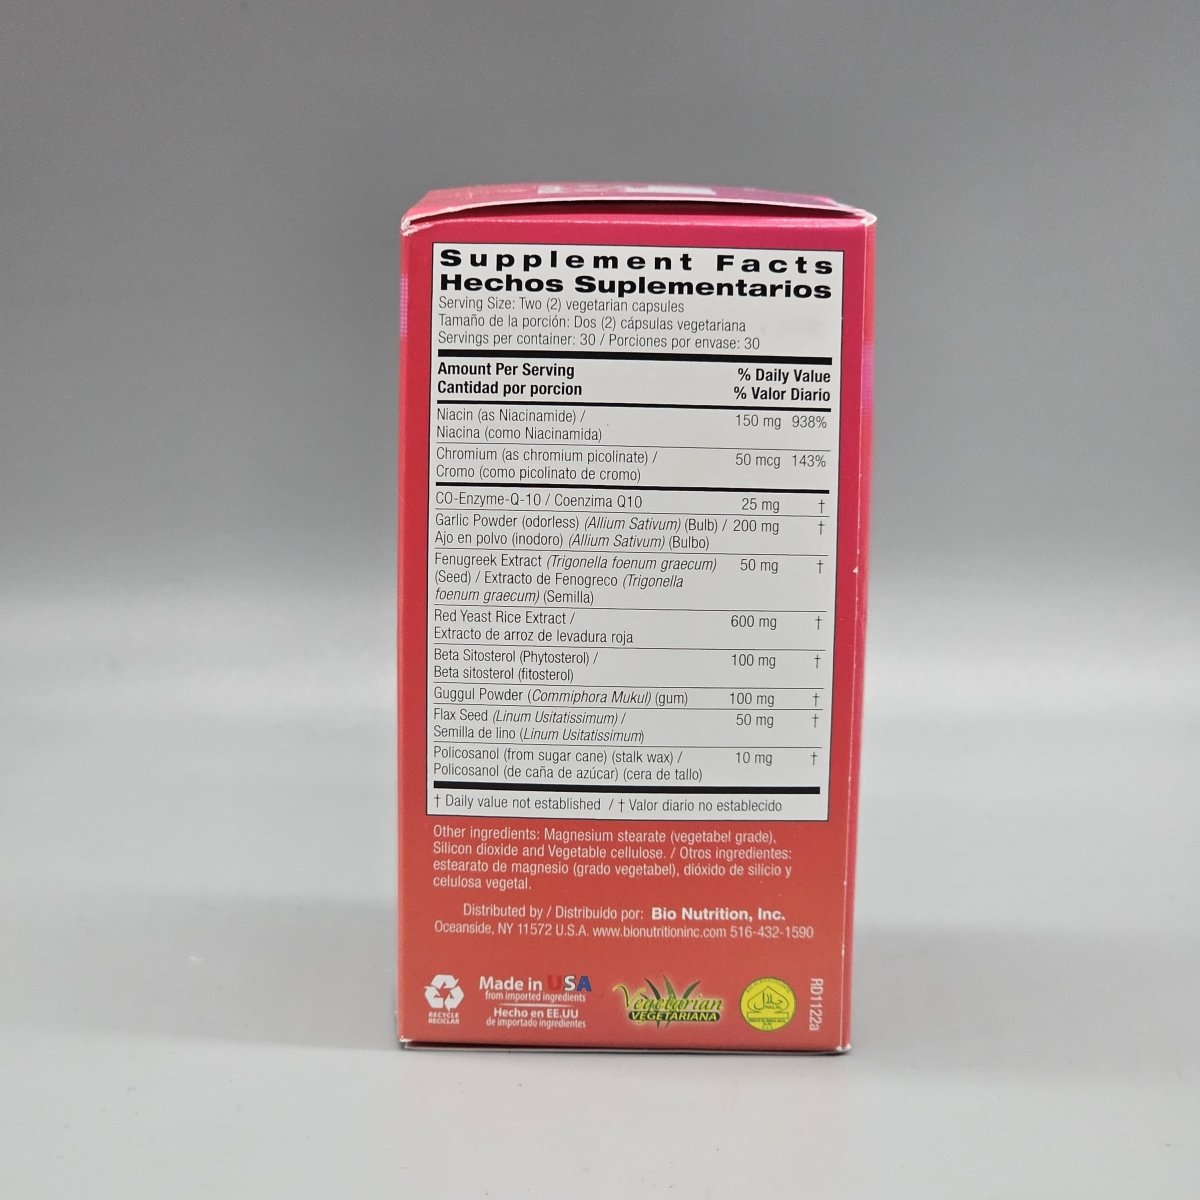 Supplement Facts
Hechos Suplementarios
Serving Size: Two (2) vegetarian capsules
Tamaño de la porción: Dos (2) cápsulas vegetariana
Servings per container: 30 / Porciones por envase: 30
Amount Per Serving % Daily Value
Cantidad por porcion % Valor Diario
Niacin (as Niacinamide) / 150 mg 938%
Niacina (como Niacinamida)
Chromium (as chromium picolinate) / 50 mcg 143%
Cromo (como picolinato de cromo)
CO-Enzyme-Q-10 / Coenzima Q10 25 mg †
Garlic Powder (odorless) (Allium Sativum) (Bulb) / 200 mg †
Ajo en polvo (inodoro) (Allium Sativum) (Bulbo)
Fenugreek Extract (Trigonella foenum graecum) 50 mg †
(Seed) / Extracto de Fenogreco (Trigonella
foenum graecum) (Semilla)
Red Yeast Rice Extract / 600 mg †
Extracto de arroz de levadura roja
Beta Sitosterol (Phytosterol) / 100 mg †
Beta sitosterol (fitosterol)
Guggul Powder (Commiphora Mukul) (gum) 100 mg †
Flax Seed (Linum Usitatissimum) / 50 mg †
Semilla de lino (Linum Usitatissimum)
Policosanol (from sugar cane) (stalk wax) / 10 mg †
Policosanol (de caña de azúcar) (cera de tallo)
† Daily value not established / † Valor diario no establecido
Other ingredients: Magnesium stearate (vegetabel grade),
Silicon dioxide and Vegetable cellulose. / Otros ingredientes:
estearato de magnesio (grado vegetabel), dióxido de silicio y
celulosa vegetal.
Distributed by / Distribuido por: Bio Nutrition, Inc.
Oceanside, NY 11572 U.S.A. www.bionutritioninc.com 516-432-1590
RECYCLE
RECICLAR
Made in USA
from imported ingredients
Hecho en EE.UU
de importado ingredientes
Vegetarian
VEGETARIANA
حلال
HALAL
RD1122a